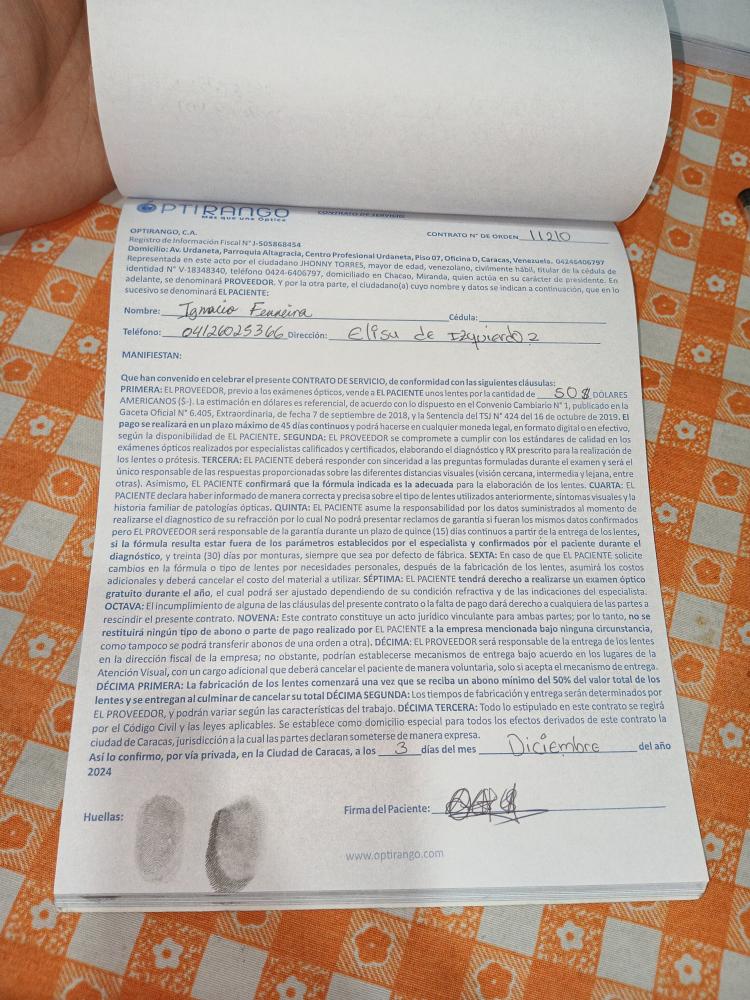 OPTIRANGO
Más que una Óptica
CONTRATO DE SERVICIO
OPTIRANGO, C.A.
CONTRATO N° DE ORDEN 11210
Registro de Información Fiscal N° J-505868454
Domicilio: Av. Urdaneta, Parroquia Altagracia, Centro Profesional Urdaneta, Piso 07, Oficina D, Caracas, Venezuela. 04246406797
Representada en este acto por el ciudadano JHONNY TORRES, mayor de edad, venezolano, civilmente hábil, titular de la cédula de
identidad N° V-18348340, teléfono 0424-6406797, domiciliado en Chacao, Miranda, quien actúa en su carácter de presidente. En
adelante, se denominará PROVEEDOR. Y por la otra parte, el ciudadano(a) cuyo nombre y datos se indican a continuación, que en lo
sucesivo se denominará EL PACIENTE:
Nombre: Ignacio Ferreira Cédula:
Teléfono: 04126025366 Dirección: Elisu de Izquierdo 2
MANIFIESTAN:
Que han convenido en celebrar el presente CONTRATO DE SERVICIO, de conformidad con las siguientes cláusulas:
PRIMERA: EL PROVEEDOR, previo a los exámenes ópticos, vende a EL PACIENTE unos lentes por la cantidad de 50$ DÓLARES
AMERICANOS ($-). La estimación en dólares es referencial, de acuerdo con lo dispuesto en el Convenio Cambiario N° 1, publicado en la
Gaceta Oficial N° 6.405, Extraordinaria, de fecha 7 de septiembre de 2018, y la Sentencia del TSJ N° 424 del 16 de octubre de 2019. El
pago se realizará en un plazo máximo de 45 días continuos y podrá hacerse en cualquier moneda legal, en formato digital o en efectivo,
según la disponibilidad de EL PACIENTE. SEGUNDA: EL PROVEEDOR se compromete a cumplir con los estándares de calidad en los
exámenes ópticos realizados por especialistas calificados y certificados, elaborando el diagnóstico y RX prescrito para la realización de
los lentes o prótesis. TERCERA: EL PACIENTE deberá responder con sinceridad a las preguntas formuladas durante el examen y será el
único responsable de las respuestas proporcionadas sobre las diferentes distancias visuales (visión cercana, intermedia y lejana, entre
otras). Asimismo, EL PACIENTE confirmará que la fórmula indicada es la adecuada para la elaboración de los lentes. CUARTA: EL
PACIENTE declara haber informado de manera correcta y precisa sobre el tipo de lentes utilizados anteriormente, síntomas visuales y la
historia familiar de patologías ópticas. QUINTA: EL PACIENTE asume la responsabilidad por los datos suministrados al momento de
realizarse el diagnostico de su refracción por lo cual No podrá presentar reclamos de garantía si fueran los mismos datos confirmados
pero EL PROVEEDOR será responsable de la garantía durante un plazo de quince (15) días continuos a partir de la entrega de los lentes,
si la fórmula resulta estar fuera de los parámetros establecidos por el especialista y confirmados por el paciente durante el
diagnóstico, y treinta (30) días por monturas, siempre que sea por defecto de fábrica. SEXTA: En caso de que EL PACIENTE solicite
cambios en la fórmula o tipo de lentes por necesidades personales, después de la fabricación de los lentes, asumirá los costos
adicionales y deberá cancelar el costo del material a utilizar. SÉPTIMA: EL PACIENTE tendrá derecho a realizarse un examen óptico
gratuito durante el año, el cual podrá ser ajustado dependiendo de su condición refractiva y de las indicaciones del especialista.
OCTAVA: El incumplimiento de alguna de las cláusulas del presente contrato o la falta de pago dará derecho a cualquiera de las partes a
rescindir el presente contrato. NOVENA: Este contrato constituye un acto jurídico vinculante para ambas partes; por lo tanto, no se
restituirá ningún tipo de abono o parte de pago realizado por EL PACIENTE a la empresa mencionada bajo ninguna circunstancia,
como tampoco se podrá transferir abonos de una orden a otra). DÉCIMA: EL PROVEEDOR será responsable de la entrega de los lentes
en la dirección fiscal de la empresa; no obstante, podrían establecerse mecanismos de entrega bajo acuerdo en los lugares de la
Atención Visual, con un cargo adicional que deberá cancelar el paciente de manera voluntaria, solo si acepta el mecanismo de entrega.
DÉCIMA PRIMERA: La fabricación de los lentes comenzará una vez que se reciba un abono mínimo del 50% del valor total de los
lentes y se entregan al culminar de cancelar su total DÉCIMA SEGUNDA: Los tiempos de fabricación y entrega serán determinados por
EL PROVEEDOR, y podrán variar según las características del trabajo. DÉCIMA TERCERA: Todo lo estipulado en este contrato se regirá
por el Código Civil y las leyes aplicables. Se establece como domicilio especial para todos los efectos derivados de este contrato la
ciudad de Caracas, jurisdicción a la cual las partes declaran someterse de manera expresa.
Así lo confirmo, por vía privada, en la Ciudad de Caracas, a los 3 días del mes Diciembre del año
2024
Huellas:
Firma del Paciente:
www.optirango.com